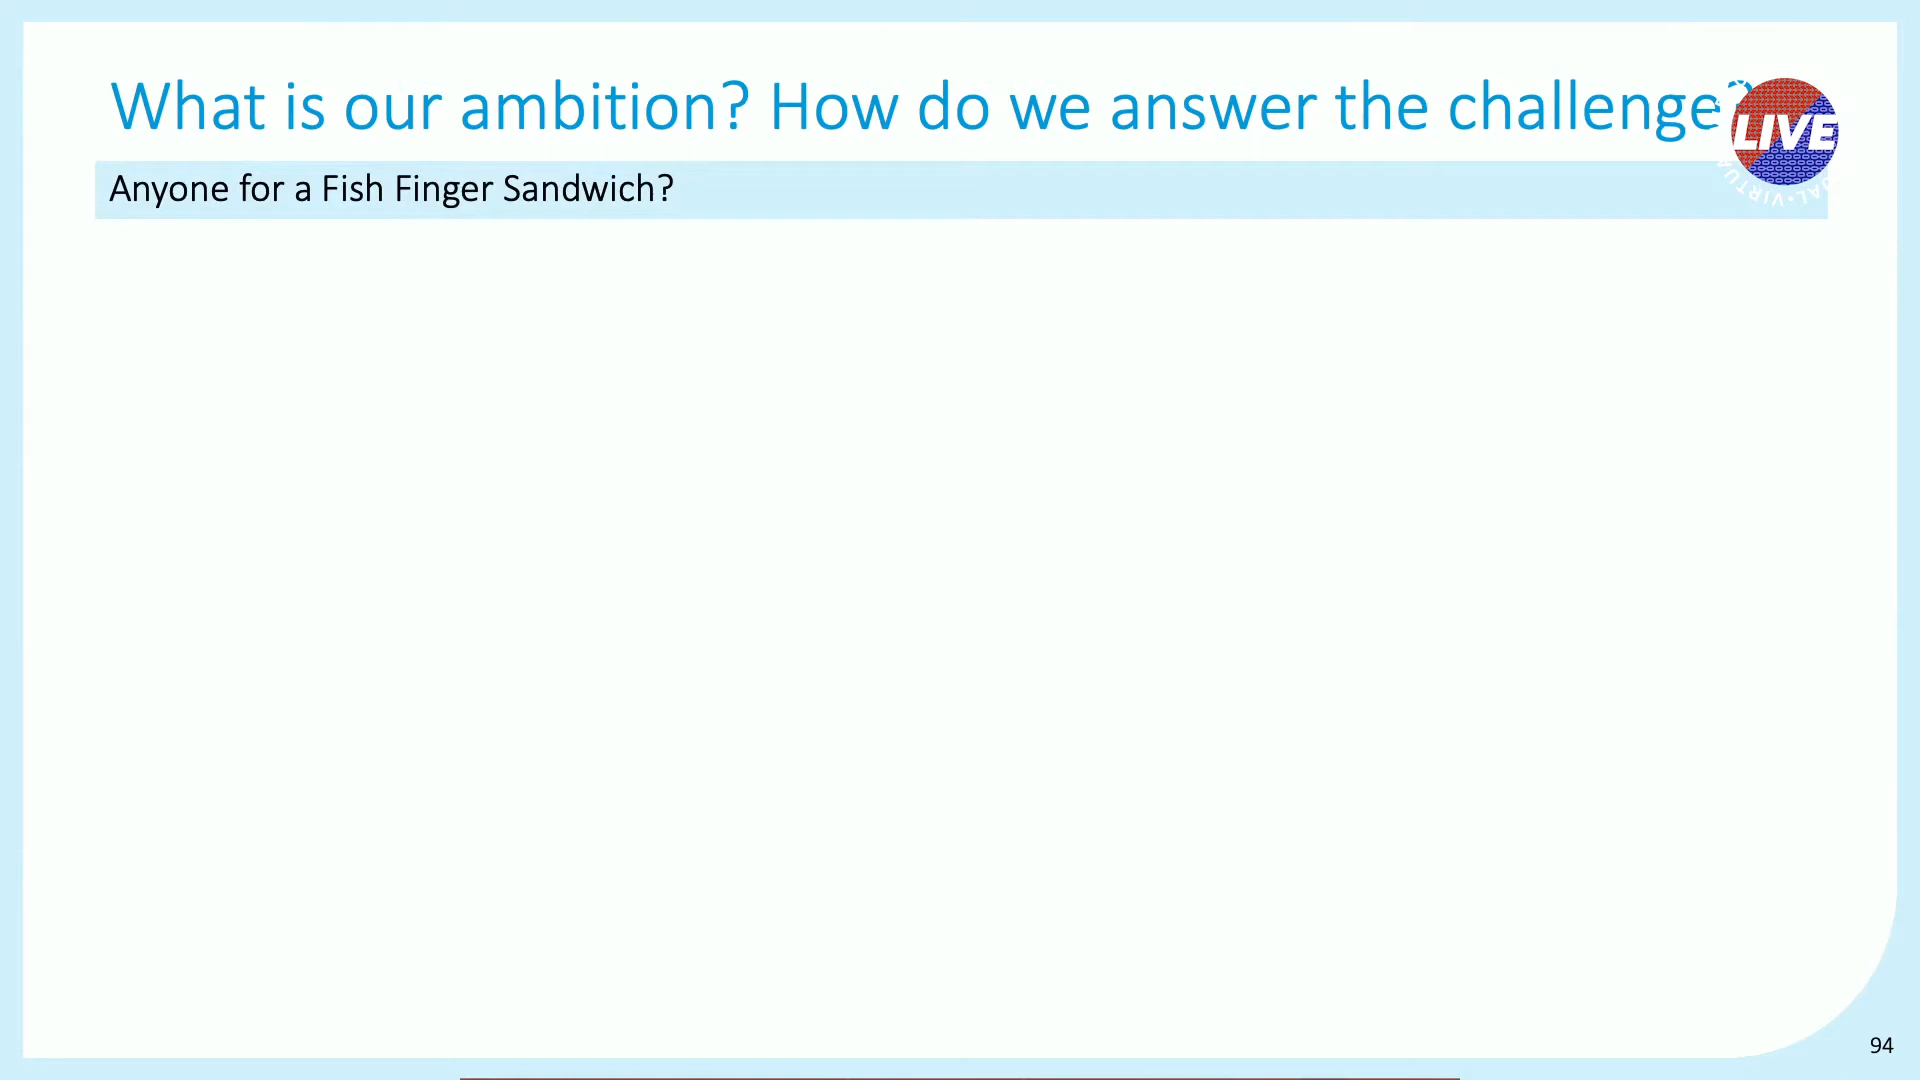 What is our ambition? How do we answer the challenge?
LIVE
Anyone for a Fish Finger Sandwich?
94